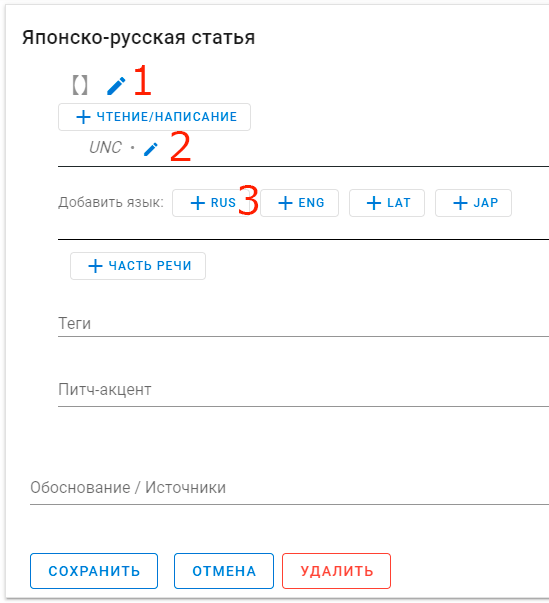 Японско-русская статья
【】 1
+ ЧТЕНИЕ/НАПИСАНИЕ
UNC • 2
Добавить язык: + RUS 3 + ENG + LAT + JAP
+ ЧАСТЬ РЕЧИ
Теги
Питч-акцент
Обоснование / Источники
СОХРАНИТЬ ОТМЕНА УДАЛИТЬ